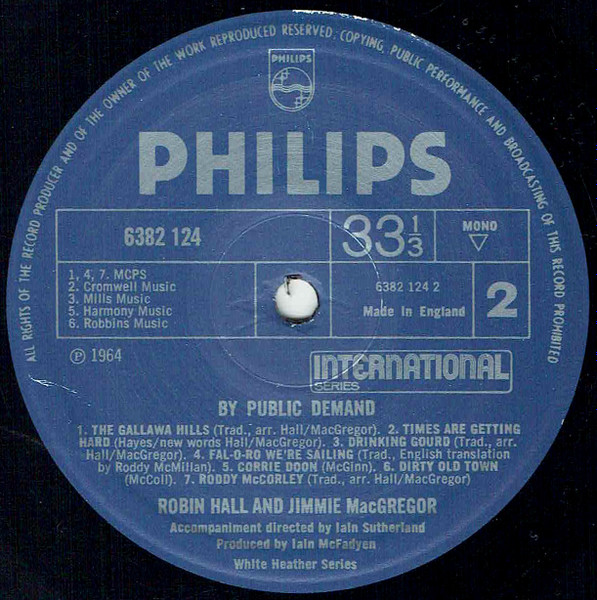 ALL RIGHTS OF THE RECORD PRODUCER AND OF THE OWNER OF THE WORK REPRODUCED RESERVED. COPYING, PUBLIC PERFORMANCE AND BROADCASTING OF THIS RECORD PROHIBITED
PHILIPS
PHILIPS
6382 124
33 1/3
MONO
1, 4, 7. MCPS
2. Cromwell Music
3. Mills Music
5. Harmony Music
6. Robbins Music
6382 124 2
Made in England
2
Ⓟ 1964
INTERNATIONAL
SERIES
BY PUBLIC DEMAND
1. THE GALLAWA HILLS (Trad., arr. Hall/MacGregor). 2. TIMES ARE GETTING
HARD (Hayes/new words Hall/MacGregor). 3. DRINKING GOURD (Trad., arr.
Hall/MacGregor). 4. FAL-O-RO WE'RE SAILING (Trad., English translation
by Roddy McMillan). 5. CORRIE DOON (McGinn). 6. DIRTY OLD TOWN
(McColl). 7. RODDY McCORLEY (Trad., arr. Hall/MacGregor)
ROBIN HALL AND JIMMIE MacGREGOR
Accompaniment directed by Iain Sutherland
Produced by Iain McFadyen
White Heather Series